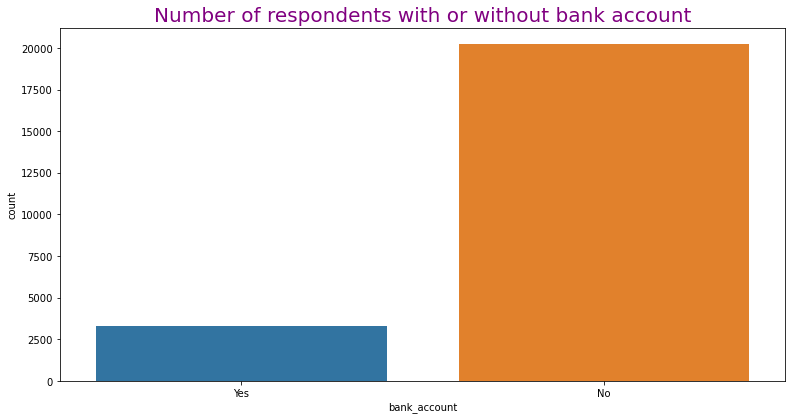 Number of respondents with or without bank account
20000
17500
15000
12500
10000
7500
5000
2500
0
count
Yes No
bank_account